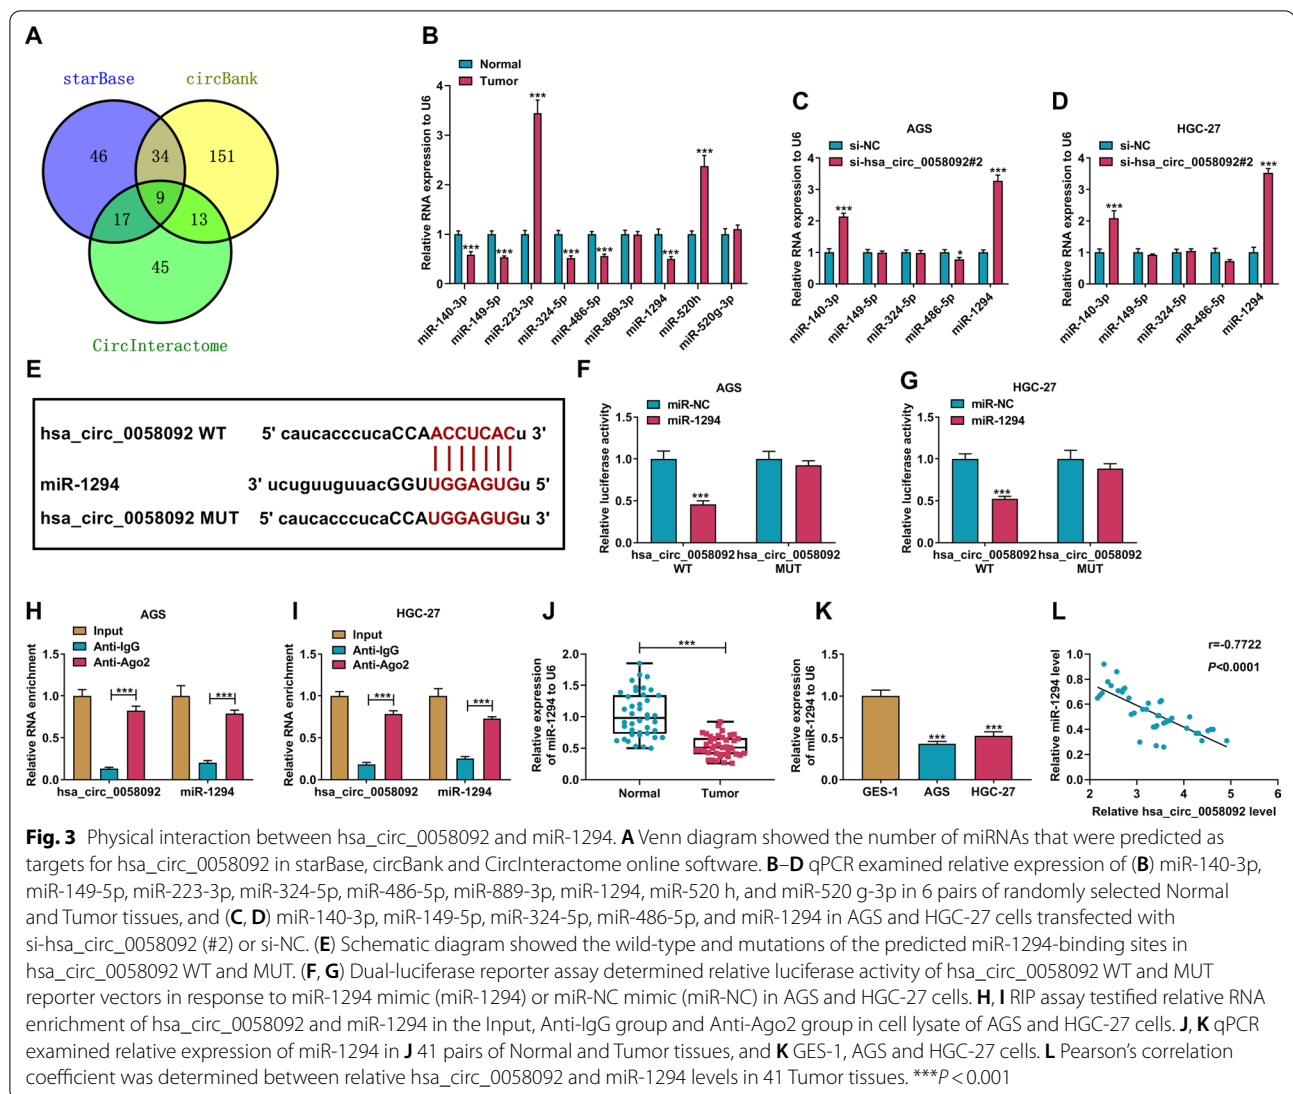 A
starBase
circBank
46
34
151
9
17
13
45
CircInteractome
B
Normal
Tumor
Relative RNA expression to U6
4
3
2
1
0
***
***
***
***
***
***
***
miR-140-3p
miR-149-5p
miR-223-3p
miR-324-5p
miR-486-5p
miR-889-3p
miR-1294
miR-520h
miR-520g-3p
C
AGS
si-NC
si-hsa_circ_0058092#2
Relative RNA expression to U6
4
3
2
1
0
***
*
***
miR-140-3p
miR-149-5p
miR-324-5p
miR-486-5p
miR-1294
D
HGC-27
si-NC
si-hsa_circ_0058092#2
Relative RNA expression to U6
4
3
2
1
0
***
***
miR-140-3p
miR-149-5p
miR-324-5p
miR-486-5p
miR-1294
E
hsa_circ_0058092 WT 5' caucacccucaCCAACCUCACu 3'
miR-1294 3' ucuguuguuacGGUUGGAGUGu 5'
hsa_circ_0058092 MUT 5' caucacccucaCCAUGGAGUGu 3'
F
AGS
miR-NC
miR-1294
Relative luciferase activity
1.5
1.0
0.5
0.0
***
hsa_circ_0058092
WT
hsa_circ_0058092
MUT
G
HGC-27
miR-NC
miR-1294
Relative luciferase activity
1.5
1.0
0.5
0.0
***
hsa_circ_0058092
WT
hsa_circ_0058092
MUT
H
AGS
Input
Anti-IgG
Anti-Ago2
Relative RNA enrichment
1.5
1.0
0.5
0.0
***
***
hsa_circ_0058092
miR-1294
I
HGC-27
Input
Anti-IgG
Anti-Ago2
Relative RNA enrichment
1.5
1.0
0.5
0.0
***
***
hsa_circ_0058092
miR-1294
J
Relative expression
of miR-1294 to U6
2.0
1.5
1.0
0.5
0.0
***
Normal
Tumor
K
Relative expression
of miR-1294 to U6
1.5
1.0
0.5
0.0
***
***
GES-1
AGS
HGC-27
L
r=-0.7722
P<0.0001
Relative miR-1294 level
1.0
0.8
0.6
0.4
0.2
0.0
2
3
4
5
6
Relative hsa_circ_0058092 level
Fig. 3 Physical interaction between hsa_circ_0058092 and miR-1294. A Venn diagram showed the number of miRNAs that were predicted as
targets for hsa_circ_0058092 in starBase, circBank and CircInteractome online software. B–D qPCR examined relative expression of (B) miR-140-3p,
miR-149-5p, miR-223-3p, miR-324-5p, miR-486-5p, miR-889-3p, miR-1294, miR-520 h, and miR-520 g-3p in 6 pairs of randomly selected Normal
and Tumor tissues, and (C, D) miR-140-3p, miR-149-5p, miR-324-5p, miR-486-5p, and miR-1294 in AGS and HGC-27 cells transfected with
si-hsa_circ_0058092 (#2) or si-NC. (E) Schematic diagram showed the wild-type and mutations of the predicted miR-1294-binding sites in
hsa_circ_0058092 WT and MUT. (F, G) Dual-luciferase reporter assay determined relative luciferase activity of hsa_circ_0058092 WT and MUT
reporter vectors in response to miR-1294 mimic (miR-1294) or miR-NC mimic (miR-NC) in AGS and HGC-27 cells. H, I RIP assay testified relative RNA
enrichment of hsa_circ_0058092 and miR-1294 in the Input, Anti-IgG group and Anti-Ago2 group in cell lysate of AGS and HGC-27 cells. J, K qPCR
examined relative expression of miR-1294 in J 41 pairs of Normal and Tumor tissues, and K GES-1, AGS and HGC-27 cells. L Pearson's correlation
coefficient was determined between relative hsa_circ_0058092 and miR-1294 levels in 41 Tumor tissues. ***P < 0.001